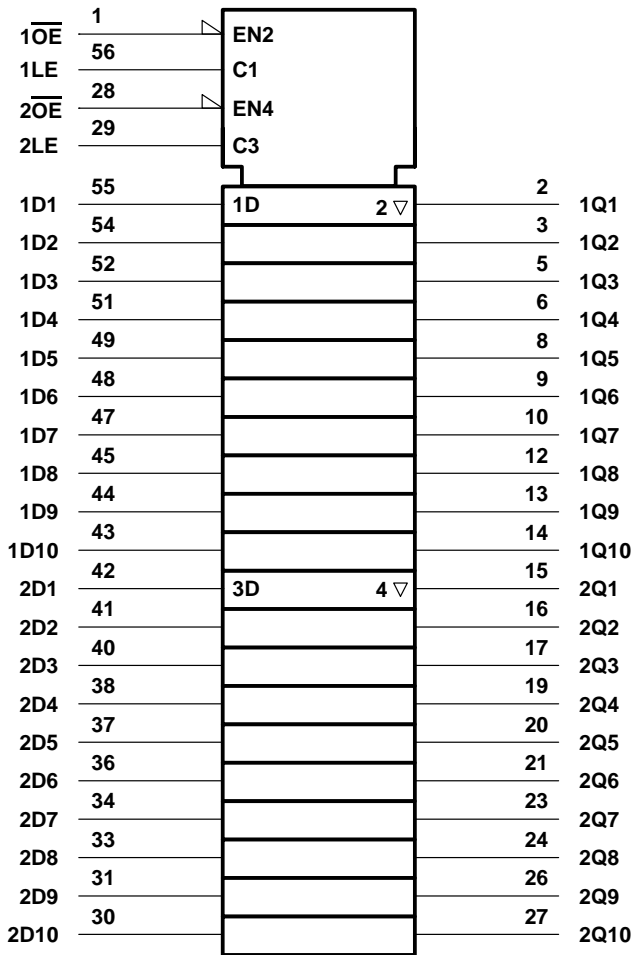 1O̅E̅ 1 EN2
1LE 56 C1
2O̅E̅ 28 EN4
2LE 29 C3
1D1 55 1D 2 ▽ 2 1Q1
1D2 54 3 1Q2
1D3 52 5 1Q3
1D4 51 6 1Q4
1D5 49 8 1Q5
1D6 48 9 1Q6
1D7 47 10 1Q7
1D8 45 12 1Q8
1D9 44 13 1Q9
1D10 43 14 1Q10
2D1 42 3D 4 ▽ 15 2Q1
2D2 41 16 2Q2
2D3 40 17 2Q3
2D4 38 19 2Q4
2D5 37 20 2Q5
2D6 36 21 2Q6
2D7 34 23 2Q7
2D8 33 24 2Q8
2D9 31 26 2Q9
2D10 30 27 2Q10